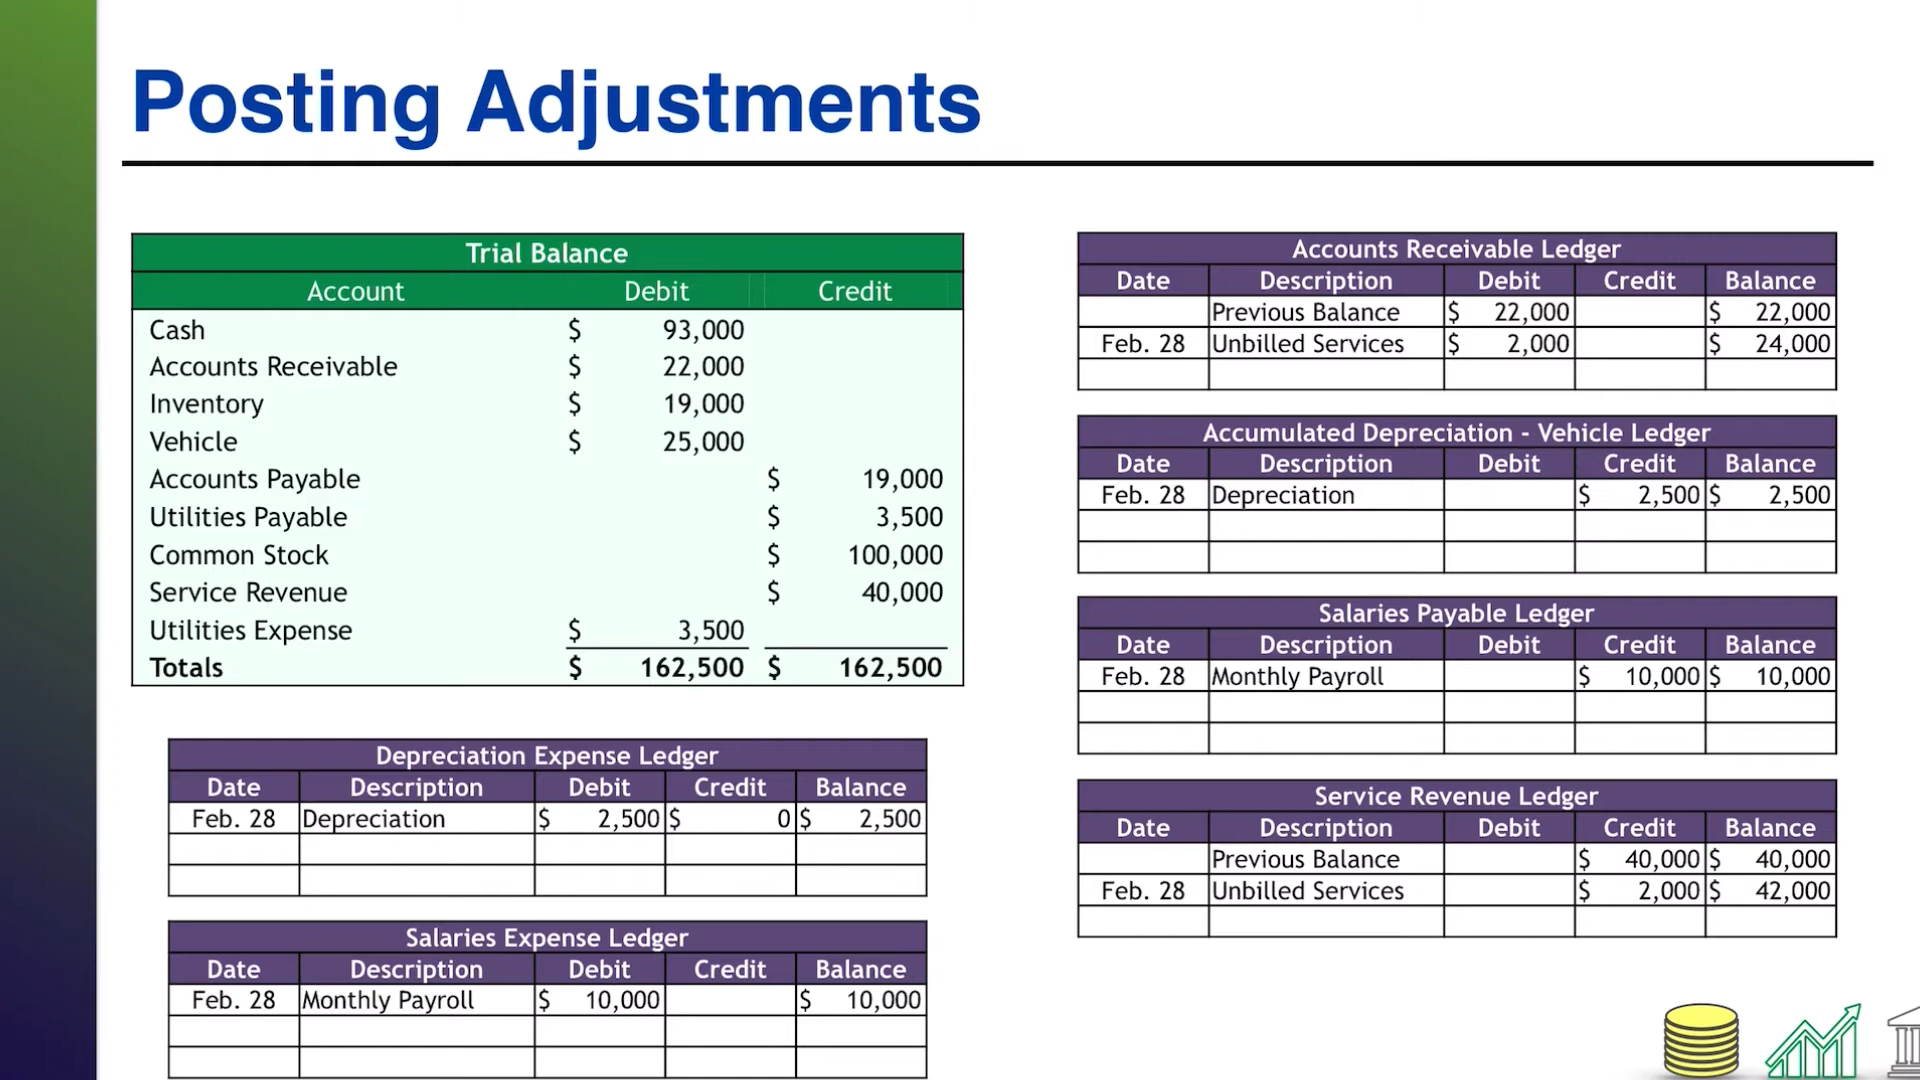 Posting Adjustments
Trial Balance
Account Debit Credit
Cash $ 93,000
Accounts Receivable $ 22,000
Inventory $ 19,000
Vehicle $ 25,000
Accounts Payable $ 19,000
Utilities Payable $ 3,500
Common Stock $ 100,000
Service Revenue $ 40,000
Utilities Expense $ 3,500
Totals $ 162,500 $ 162,500
Depreciation Expense Ledger
Date Description Debit Credit Balance
Feb. 28 Depreciation $ 2,500 $ 0 $ 2,500
Salaries Expense Ledger
Date Description Debit Credit Balance
Feb. 28 Monthly Payroll $ 10,000 $ 10,000
Accounts Receivable Ledger
Date Description Debit Credit Balance
Previous Balance $ 22,000 $ 22,000
Feb. 28 Unbilled Services $ 2,000 $ 24,000
Accumulated Depreciation - Vehicle Ledger
Date Description Debit Credit Balance
Feb. 28 Depreciation $ 2,500 $ 2,500
Salaries Payable Ledger
Date Description Debit Credit Balance
Feb. 28 Monthly Payroll $ 10,000 $ 10,000
Service Revenue Ledger
Date Description Debit Credit Balance
Previous Balance $ 40,000 $ 40,000
Feb. 28 Unbilled Services $ 2,000 $ 42,000